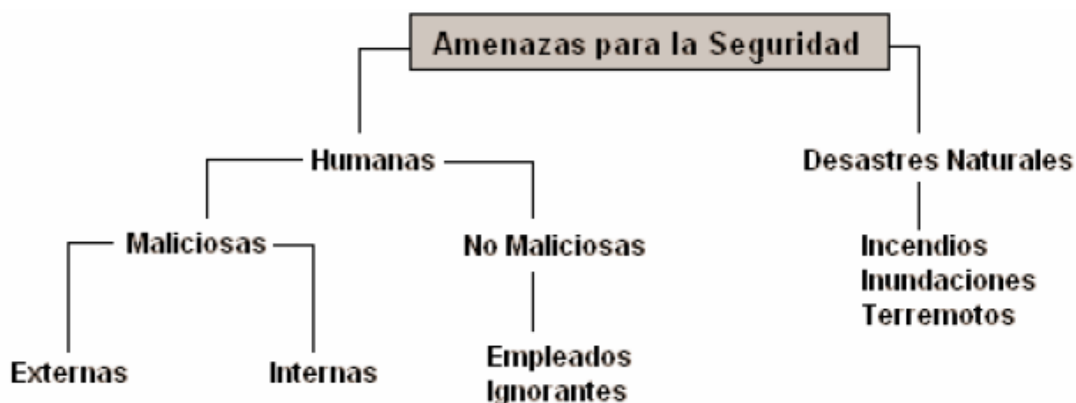 Amenazas para la Seguridad
Humanas
Desastres Naturales
Maliciosas
No Maliciosas
Incendios
Inundaciones
Terremotos
Externas
Internas
Empleados
Ignorantes